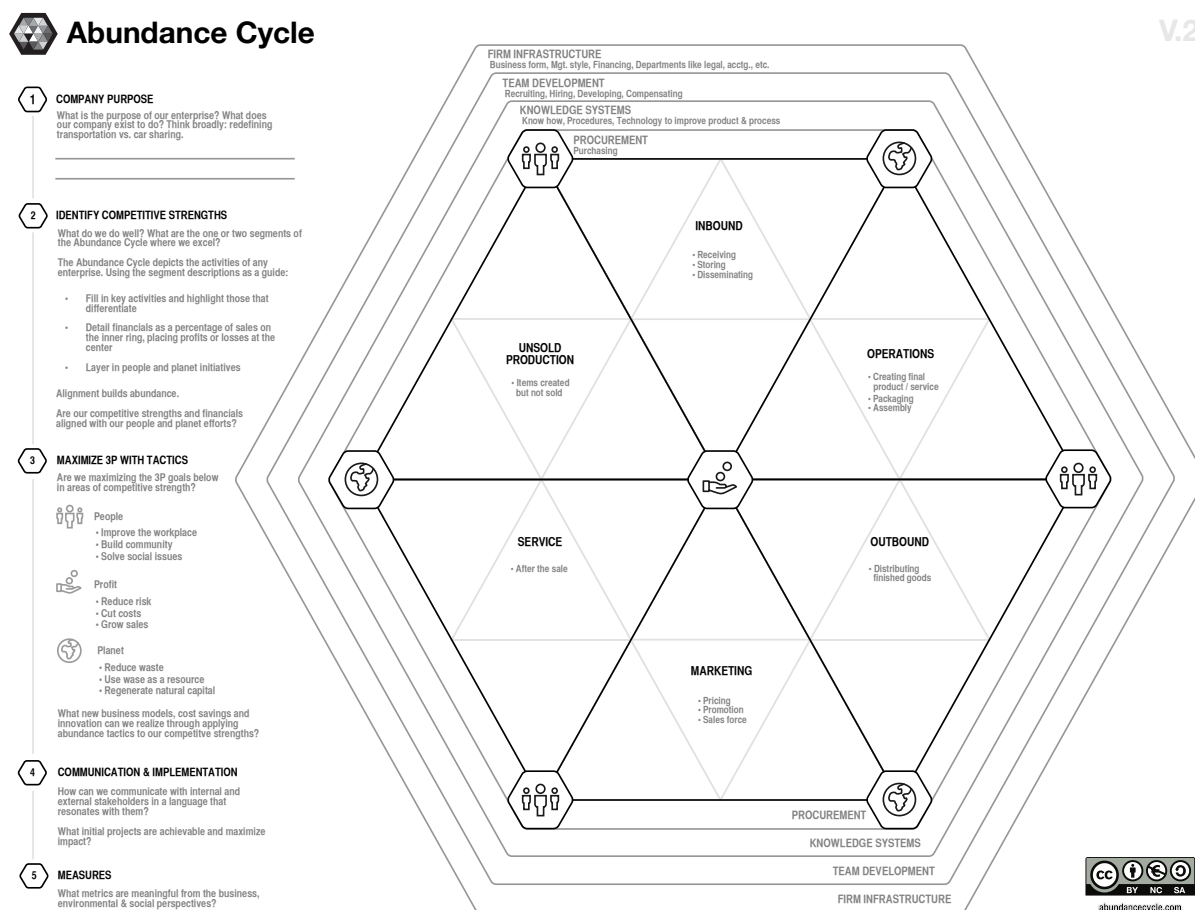 Abundance Cycle
V.2
1
COMPANY PURPOSE
What is the purpose of our enterprise? What does
our company exist to do? Think broadly: redefining
transportation vs. car sharing.
2
IDENTIFY COMPETITIVE STRENGTHS
What do we do well? What are the one or two segments of
the Abundance Cycle where we excel?
The Abundance Cycle depicts the activities of any
enterprise. Using the segment descriptions as a guide:
• Fill in key activities and highlight those that
differentiate
• Detail financials as a percentage of sales on
the inner ring, placing profits or losses at the
center
• Layer in people and planet initiatives
Alignment builds abundance.
Are our competitive strengths and financials
aligned with our people and planet efforts?
3
MAXIMIZE 3P WITH TACTICS
Are we maximizing the 3P goals below
in areas of competitive strength?
People
• Improve the workplace
• Build community
• Solve social issues
Profit
• Reduce risk
• Cut costs
• Grow sales
Planet
• Reduce waste
• Use wase as a resource
• Regenerate natural capital
What new business models, cost savings and
innovation can we realize through applying
abundance tactics to our competitve strengths?
4
COMMUNICATION & IMPLEMENTATION
How can we communicate with internal and
external stakeholders in a language that
resonates with them?
What initial projects are achievable and maximize
impact?
5
MEASURES
What metrics are meaningful from the business,
environmental & social perspectives?
FIRM INFRASTRUCTURE
Business form, Mgt. style, Financing, Departments like legal, acctg., etc.
TEAM DEVELOPMENT
Recruiting, Hiring, Developing, Compensating
KNOWLEDGE SYSTEMS
Know how, Procedures, Technology to improve product & process
PROCUREMENT
Purchasing
INBOUND
• Receiving
• Storing
• Disseminating
UNSOLD
PRODUCTION
• Items created
but not sold
OPERATIONS
• Creating final
product / service
• Packaging
• Assembly
SERVICE
• After the sale
OUTBOUND
• Distributing
finished goods
MARKETING
• Pricing
• Promotion
• Sales force
PROCUREMENT
KNOWLEDGE SYSTEMS
TEAM DEVELOPMENT
FIRM INFRASTRUCTURE
cc
BY NC SA
abundancecycle.com